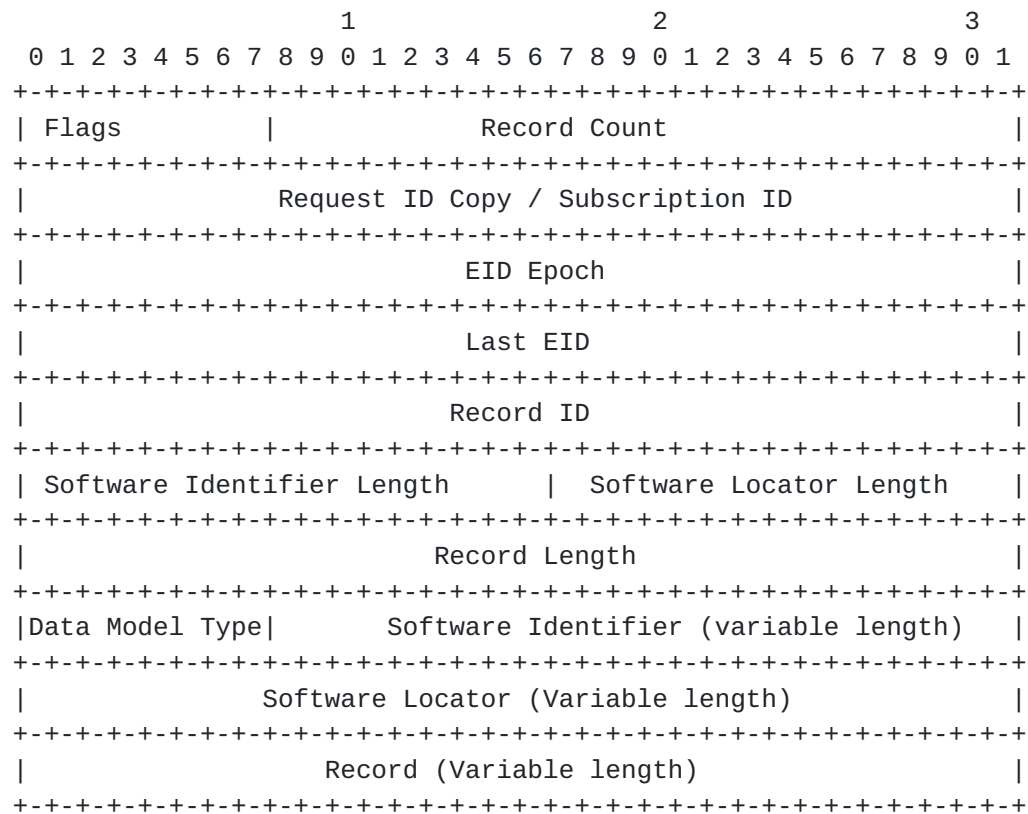 1                   2                   3
 0 1 2 3 4 5 6 7 8 9 0 1 2 3 4 5 6 7 8 9 0 1 2 3 4 5 6 7 8 9 0 1
+-+-+-+-+-+-+-+-+-+-+-+-+-+-+-+-+-+-+-+-+-+-+-+-+-+-+-+-+-+-+-+-+
| Flags         |             Record Count                      |
+-+-+-+-+-+-+-+-+-+-+-+-+-+-+-+-+-+-+-+-+-+-+-+-+-+-+-+-+-+-+-+-+
|                Request ID Copy / Subscription ID              |
+-+-+-+-+-+-+-+-+-+-+-+-+-+-+-+-+-+-+-+-+-+-+-+-+-+-+-+-+-+-+-+-+
|                            EID Epoch                          |
+-+-+-+-+-+-+-+-+-+-+-+-+-+-+-+-+-+-+-+-+-+-+-+-+-+-+-+-+-+-+-+-+
|                            Last EID                           |
+-+-+-+-+-+-+-+-+-+-+-+-+-+-+-+-+-+-+-+-+-+-+-+-+-+-+-+-+-+-+-+-+
|                           Record ID                           |
+-+-+-+-+-+-+-+-+-+-+-+-+-+-+-+-+-+-+-+-+-+-+-+-+-+-+-+-+-+-+-+-+
| Software Identifier Length      |  Software Locator Length    |
+-+-+-+-+-+-+-+-+-+-+-+-+-+-+-+-+-+-+-+-+-+-+-+-+-+-+-+-+-+-+-+-+
|                          Record Length                        |
+-+-+-+-+-+-+-+-+-+-+-+-+-+-+-+-+-+-+-+-+-+-+-+-+-+-+-+-+-+-+-+-+
|Data Model Type|       Software Identifier (variable length)   |
+-+-+-+-+-+-+-+-+-+-+-+-+-+-+-+-+-+-+-+-+-+-+-+-+-+-+-+-+-+-+-+-+
|               Software Locator (Variable length)              |
+-+-+-+-+-+-+-+-+-+-+-+-+-+-+-+-+-+-+-+-+-+-+-+-+-+-+-+-+-+-+-+-+
|                   Record (Variable length)                    |
+-+-+-+-+-+-+-+-+-+-+-+-+-+-+-+-+-+-+-+-+-+-+-+-+-+-+-+-+-+-+-+-+